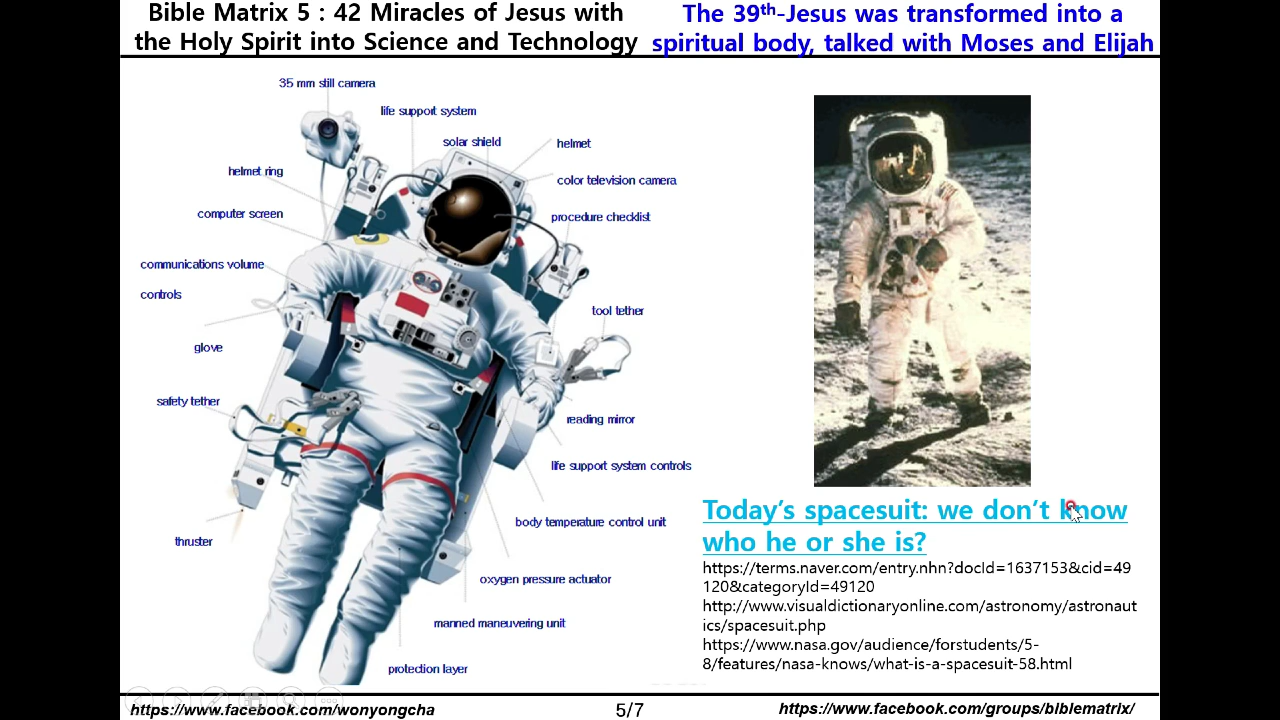 Bible Matrix 5 : 42 Miracles of Jesus with
the Holy Spirit into Science and Technology
The 39th-Jesus was transformed into a
spiritual body, talked with Moses and Elijah
35 mm still camera
life support system
solar shield
helmet
helmet ring
color television camera
computer screen
procedure checklist
communications volume
controls
tool tether
glove
safety tether
reading mirror
life support system controls
body temperature control unit
thruster
oxygen pressure actuator
manned maneuvering unit
protection layer
Today’s spacesuit: we don’t know
who he or she is?
https://terms.naver.com/entry.nhn?docId=1637153&cid=49
120&categoryId=49120
http://www.visualdictionaryonline.com/astronomy/astronaut
ics/spacesuit.php
https://www.nasa.gov/audience/forstudents/5-
8/features/nasa-knows/what-is-a-spacesuit-58.html
https://www.facebook.com/wonyongcha
5/7
https://www.facebook.com/groups/biblematrix/